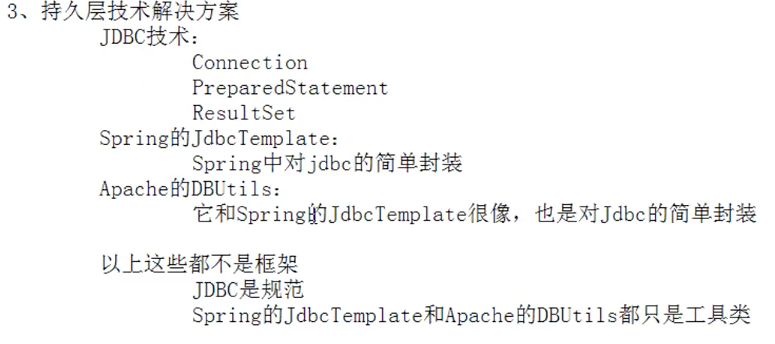 3、持久层技术解决方案
JDBC技术：
Connection
PreparedStatement
ResultSet
Spring的JdbcTemplate：
Spring中对jdbc的简单封装
Apache的DBUtils：
它和Spring的JdbcTemplate很像，也是对Jdbc的简单封装
以上这些都不是框架
JDBC是规范
Spring的JdbcTemplate和Apache的DBUtils都只是工具类